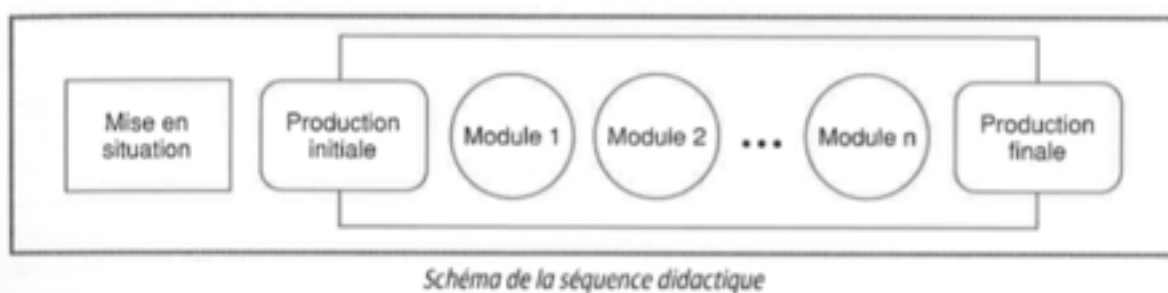 Mise en
situation
Production
initiale
Module 1
Module 2
...
Module n
Production
finale
Schéma de la séquence didactique